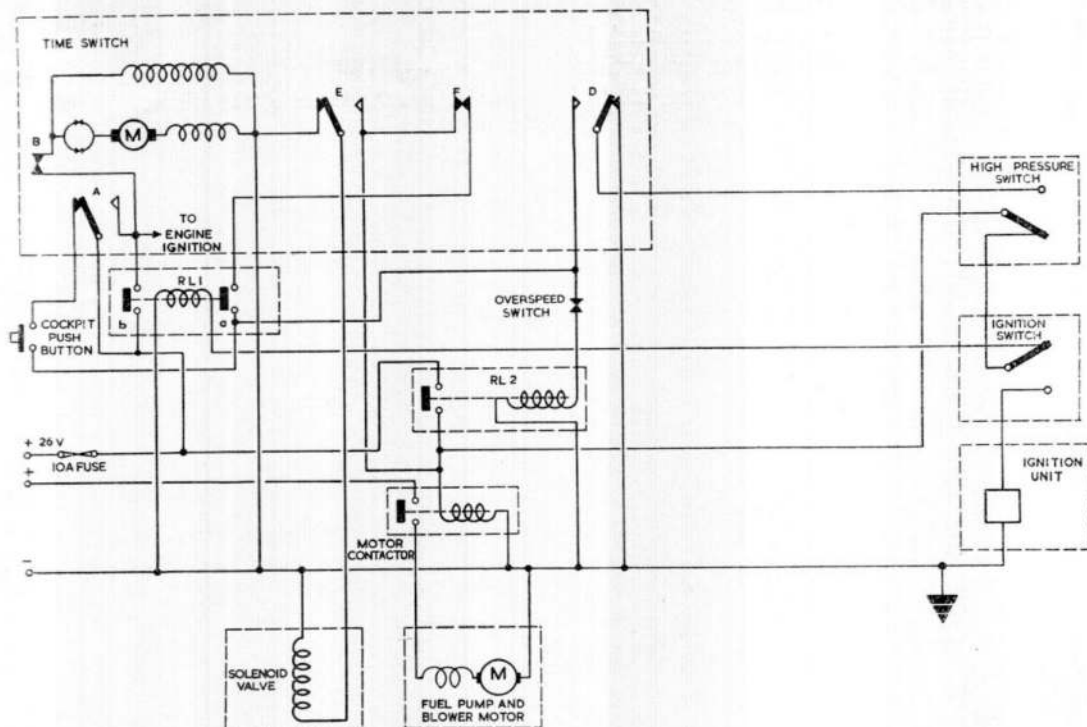 TIME SWITCH
B
M
A
E
F
D
TO
ENGINE
IGNITION
HIGH PRESSURE
SWITCH
RL1
b
a
COCKPIT
PUSH
BUTTON
OVERSPEED
SWITCH
IGNITION
SWITCH
RL 2
+ 26 V
10A FUSE
+
IGNITION
UNIT
MOTOR
CONTACTOR
-
SOLENOID
VALVE
M
FUEL PUMP AND
BLOWER MOTOR